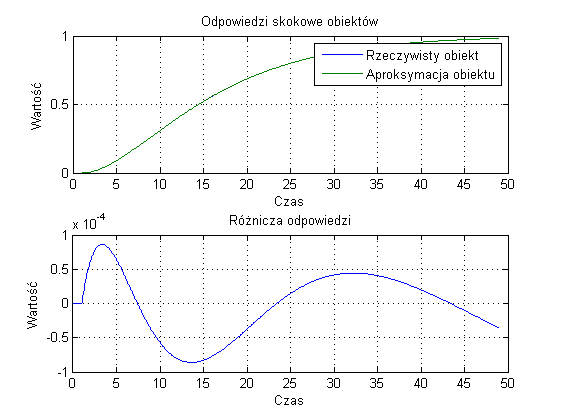 Odpowiedzi skokowe obiektów
1
0.5
0
Wartość
Rzeczywisty obiekt
Aproksymacja obiektu
0 5 10 15 20 25 30 35 40 45 50
Czas
x 10^-4
Różnicza odpowiedzi
1
0.5
0
-0.5
-1
Wartość
0 5 10 15 20 25 30 35 40 45 50
Czas